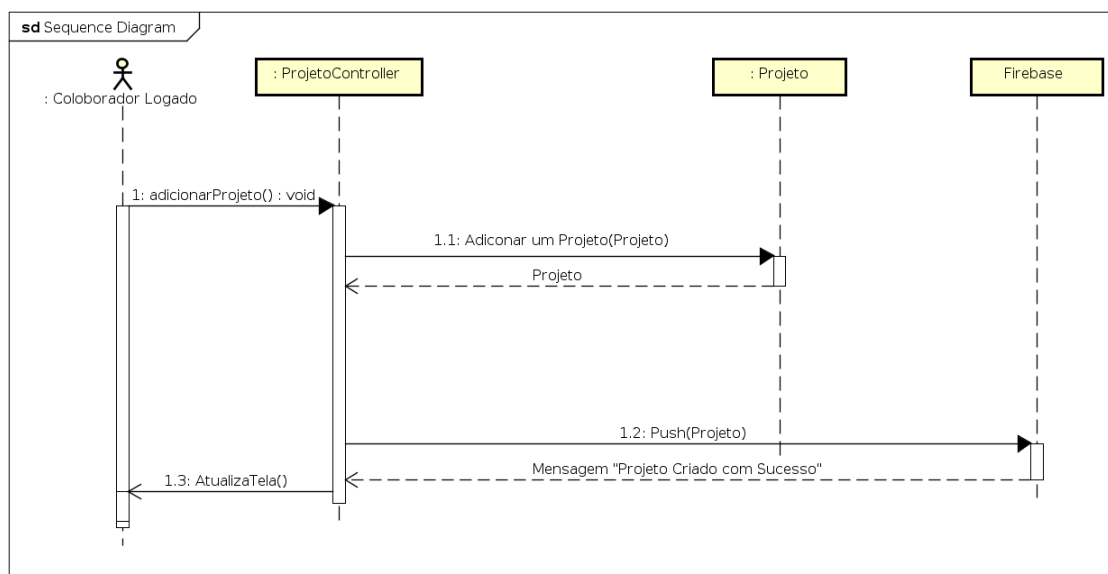 sd Sequence Diagram
: Coloborador Logado
: ProjetoController
: Projeto
Firebase
1: adicionarProjeto() : void
1.1: Adiconar um Projeto(Projeto)
Projeto
1.2: Push(Projeto)
Mensagem "Projeto Criado com Sucesso"
1.3: AtualizaTela()